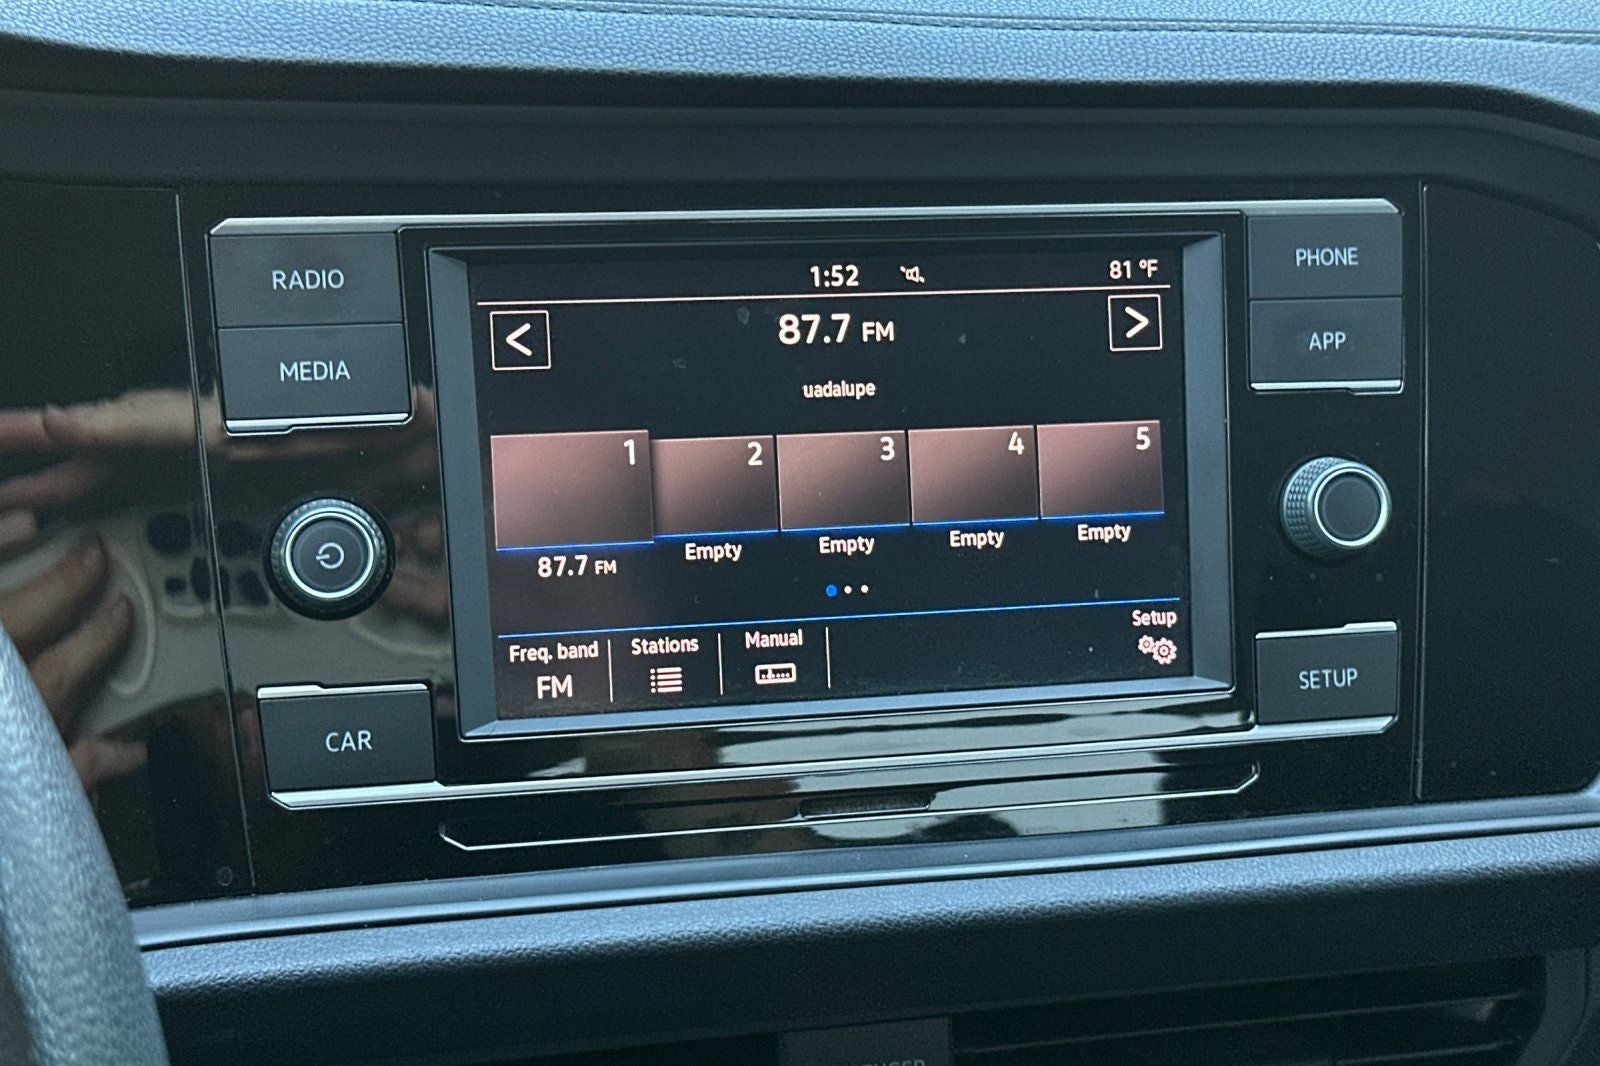 RADIO
MEDIA
CAR
1:52
81 °F
<
87.7 FM
>
uadalupe
1
2
3
4
5
87.7 FM
Empty
Empty
Empty
Empty
Freq. band
FM
Stations
Manual
Setup
PHONE
APP
SETUP